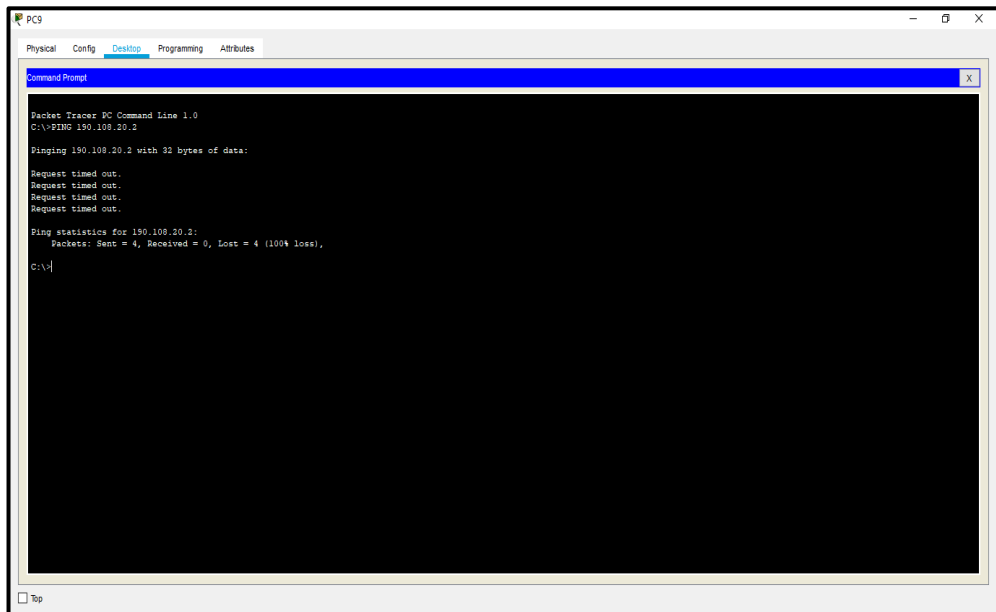 PC9
Physical Config Desktop Programming Attributes
Command Prompt
X
Packet Tracer PC Command Line 1.0
C:\>PING 190.108.20.2
Pinging 190.108.20.2 with 32 bytes of data:
Request timed out.
Request timed out.
Request timed out.
Request timed out.
Ping statistics for 190.108.20.2:
Packets: Sent = 4, Received = 0, Lost = 4 (100% loss),
C:\>
Top